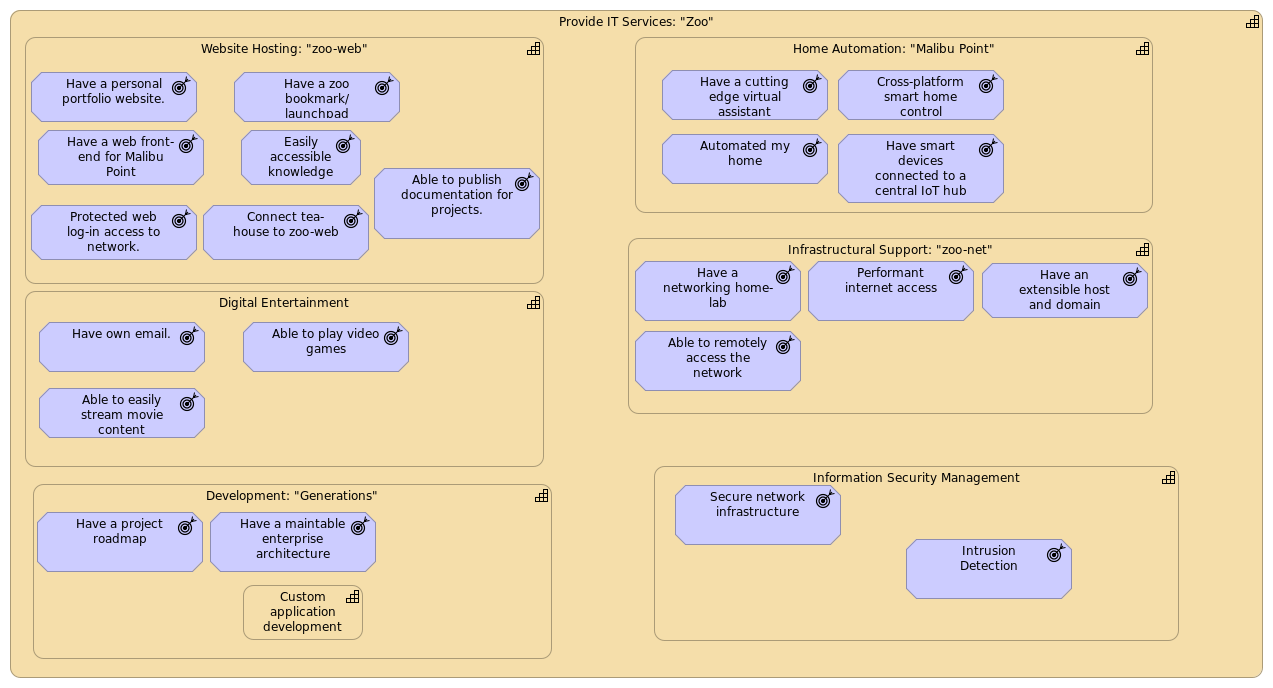 Provide IT Services: "Zoo"
Website Hosting: "zoo-web"
Have a personal
portfolio website.
Have a zoo
bookmark/
launchpad
Have a web front-
end for Malibu
Point
Easily
accessible
knowledge
Able to publish
documentation for
projects.
Protected web
log-in access to
network.
Connect tea-
house to zoo-web
Home Automation: "Malibu Point"
Have a cutting
edge virtual
assistant
Cross-platform
smart home
control
Automated my
home
Have smart
devices
connected to a
central IoT hub
Digital Entertainment
Have own email.
Able to play video
games
Able to easily
stream movie
content
Infrastructural Support: "zoo-net"
Have a
networking home-
lab
Performant
internet access
Have an
extensible host
and domain
Able to remotely
access the
network
Development: "Generations"
Have a project
roadmap
Have a maintable
enterprise
architecture
Custom
application
development
Information Security Management
Secure network
infrastructure
Intrusion
Detection